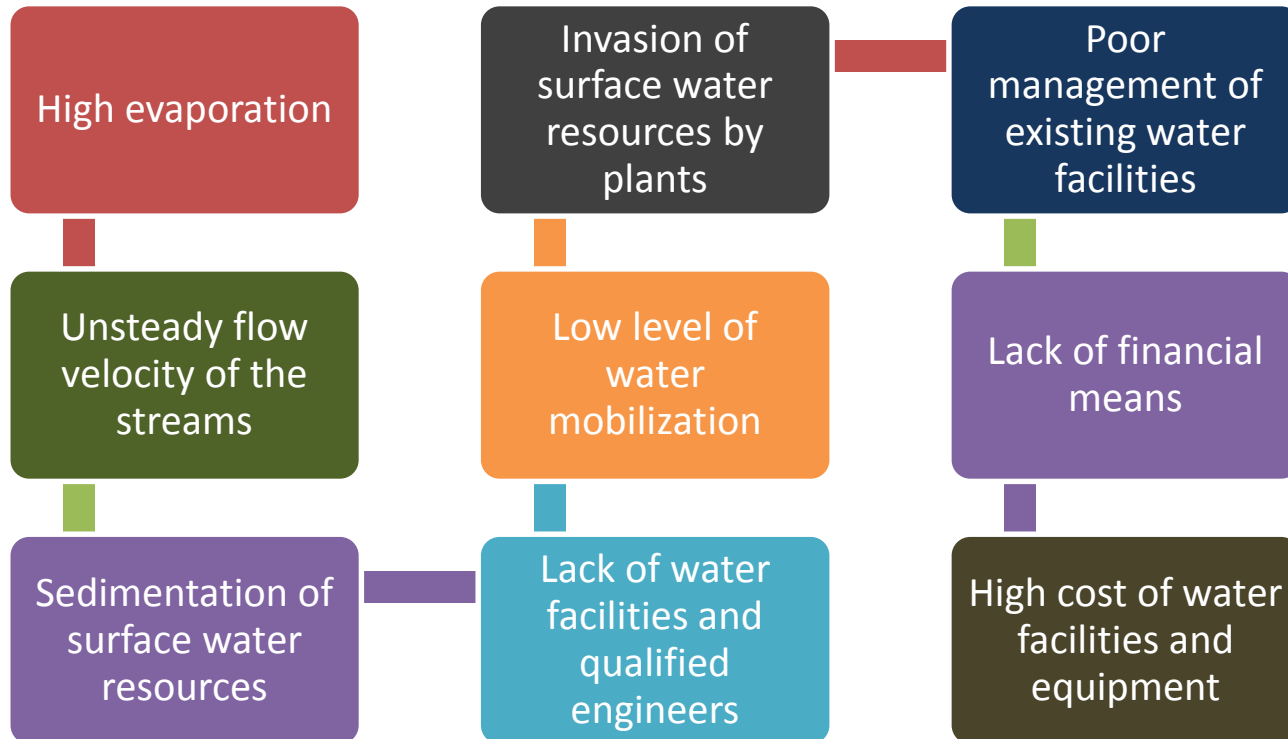 High evaporation
Unsteady flow
velocity of the
streams
Sedimentation of
surface water
resources
Lack of water
facilities and
qualified
engineers
Low level of
water
mobilization
Invasion of
surface water
resources by
plants
Poor
management of
existing water
facilities
Lack of financial
means
High cost of water
facilities and
equipment